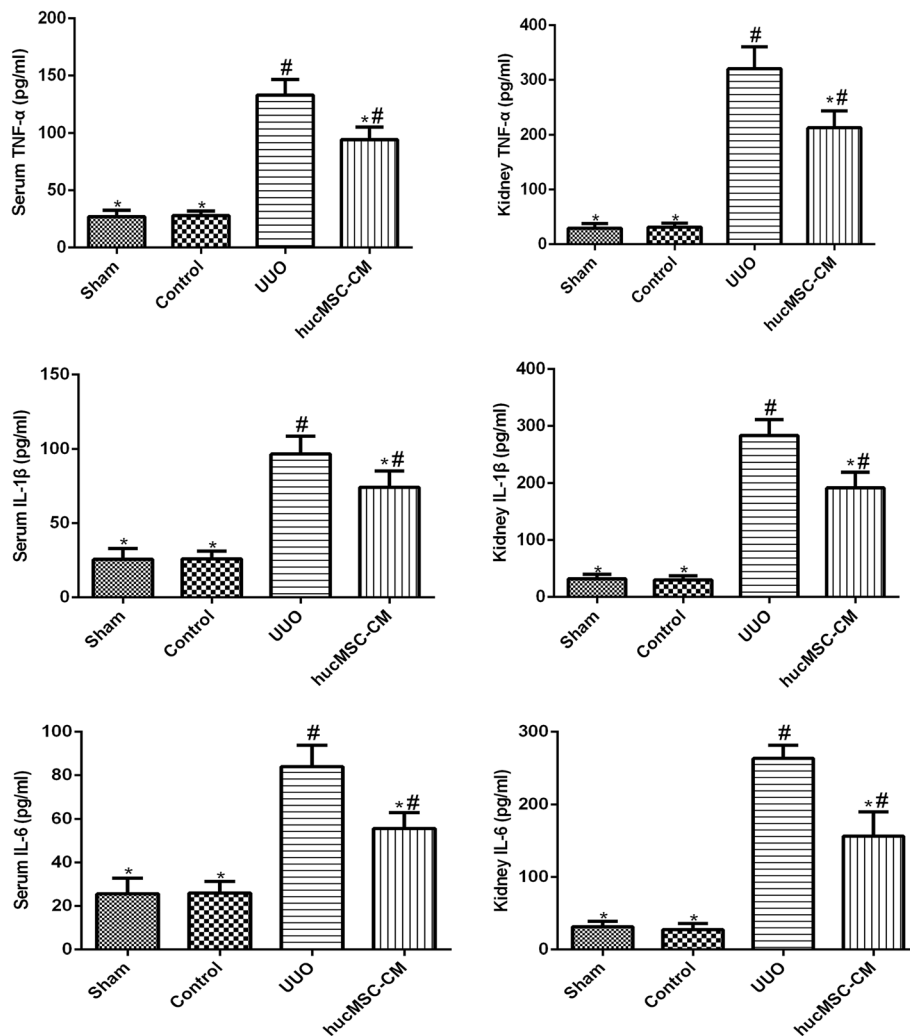 Serum TNF-α (pg/ml)
200
150
100
50
0
*
*
#
*#
Sham
Control
UUO
hucMSC-CM
Kidney TNF-α (pg/ml)
400
300
200
100
0
*
*
#
*#
Sham
Control
UUO
hucMSC-CM
Serum IL-1β (pg/ml)
150
100
50
0
*
*
#
*#
Sham
Control
UUO
hucMSC-CM
Kidney IL-1β (pg/ml)
400
300
200
100
0
*
*
#
*#
Sham
Control
UUO
hucMSC-CM
Serum IL-6 (pg/ml)
100
80
60
40
20
0
*
*
#
*#
Sham
Control
UUO
hucMSC-CM
Kidney IL-6 (pg/ml)
300
200
100
0
*
*
#
*#
Sham
Control
UUO
hucMSC-CM